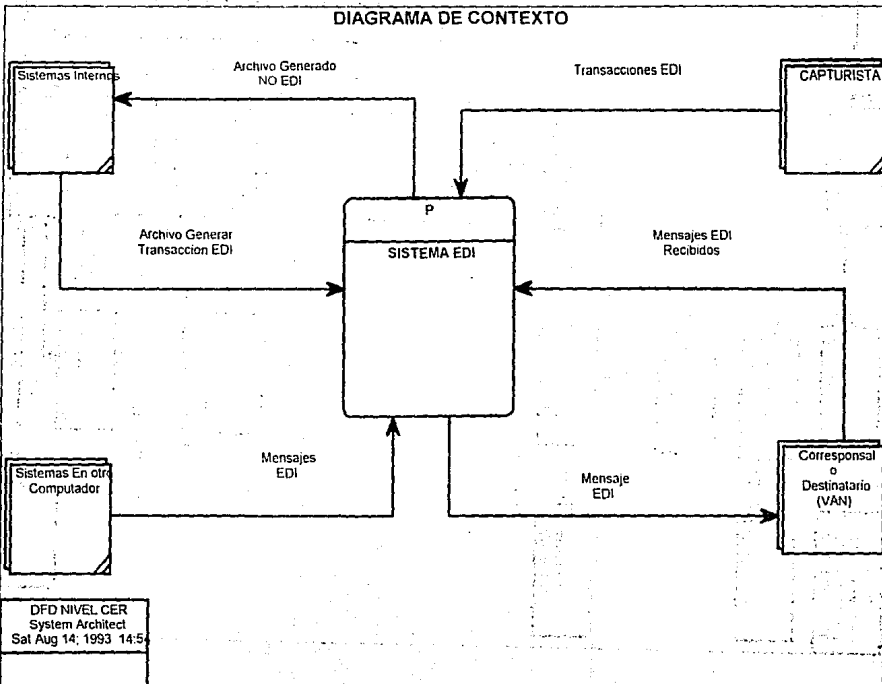 DIAGRAMA DE CONTEXTO
Sistemas Internos
Archivo Generado
NO EDI
Transacciones EDI
CAPTURISTA
P
SISTEMA EDI
Archivo Generar
Transaccion EDI
Mensajes EDI
Recibidos
Sistemas En otro
Computador
Mensajes
EDI
Mensaje
EDI
Corresponsal
o
Destinatario
(VAN)
DFD NIVEL CER
System Architect
Sat Aug 14, 1993 14:54